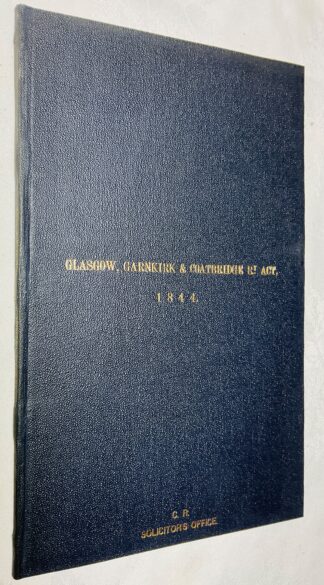 GLASGOW, GARNKIRK & COATBRIDGE RY ACT,
1844.
C. R.
SOLICITOR'S OFFICE.